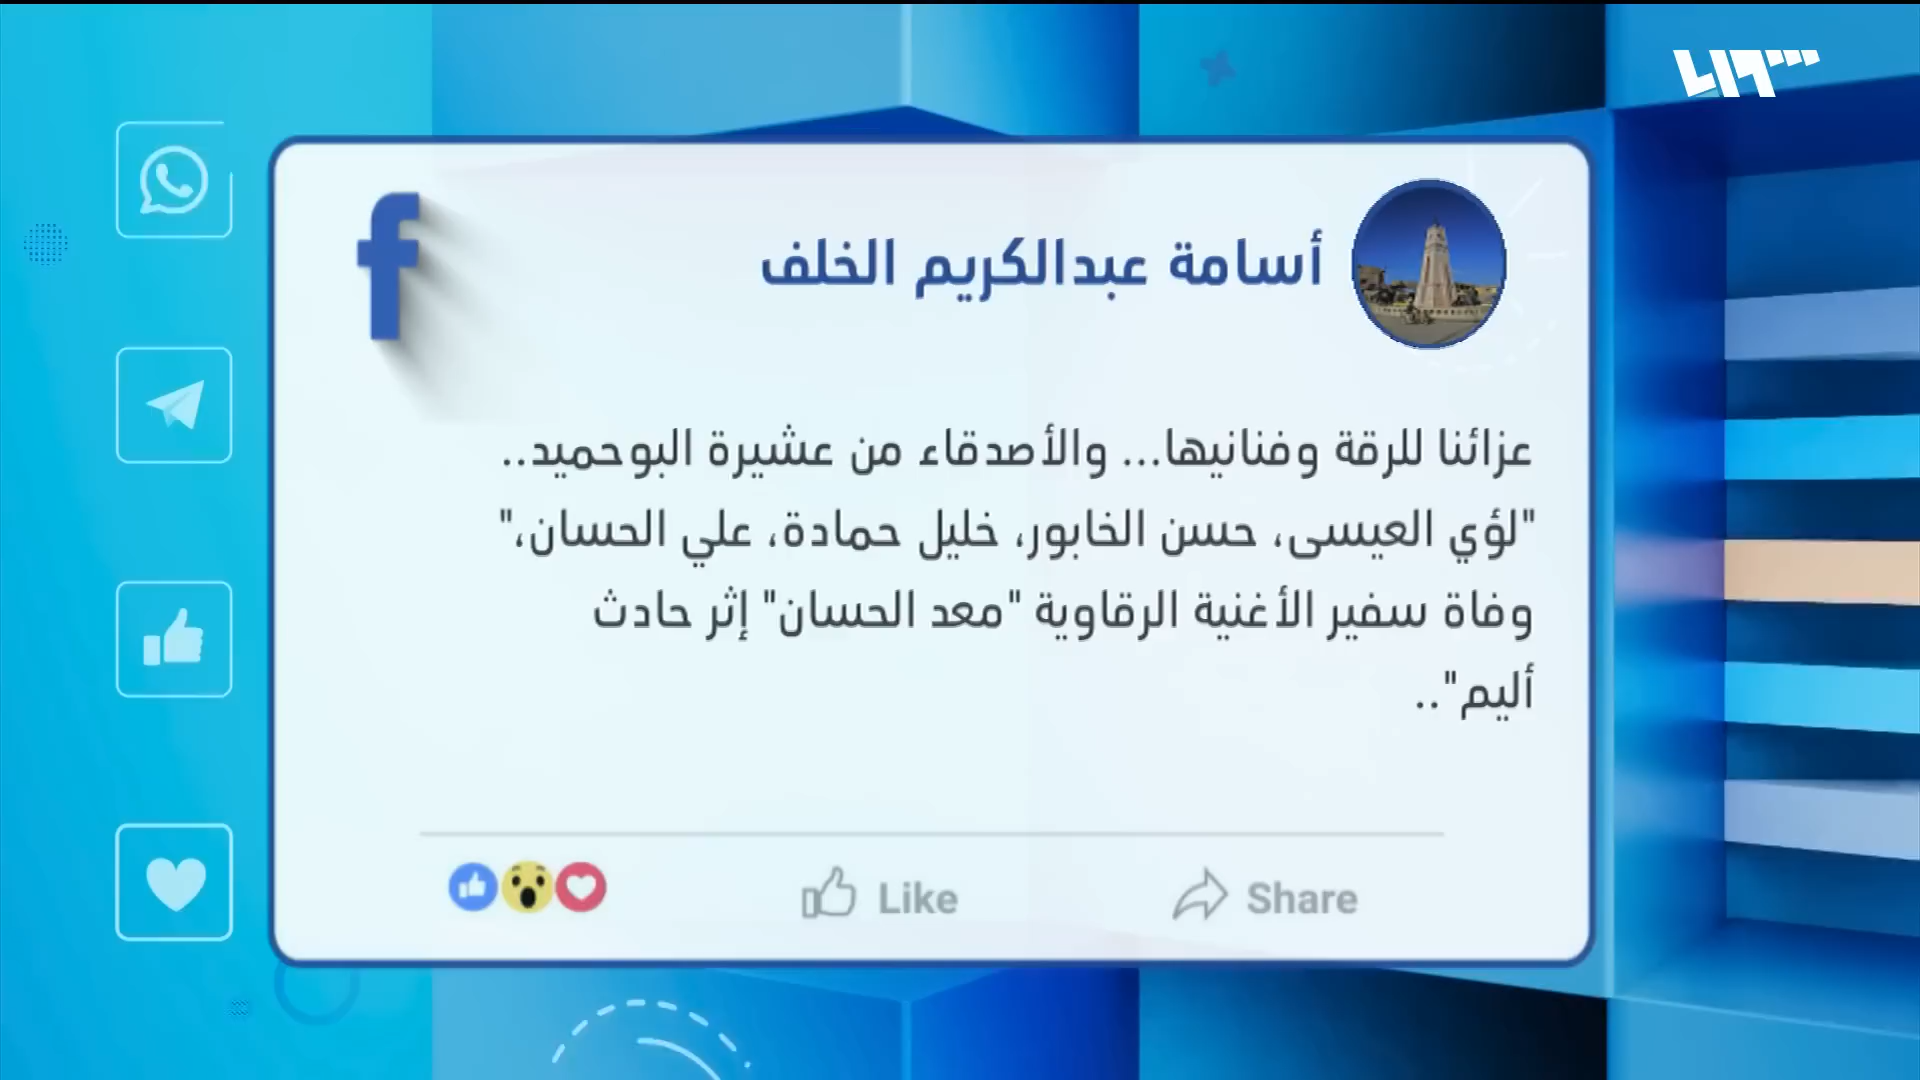 أسامة عبدالكريم الخلف
عزائنا للرقة وفنانيها... والأصدقاء من عشيرة البوحميد..
"لؤي العيسى، حسن الخابور، خليل حمادة، علي الحسان،"
وفاة سفير الأغنية الرقاوية "معد الحسان" إثر حادث
أليم"..
Like
Share